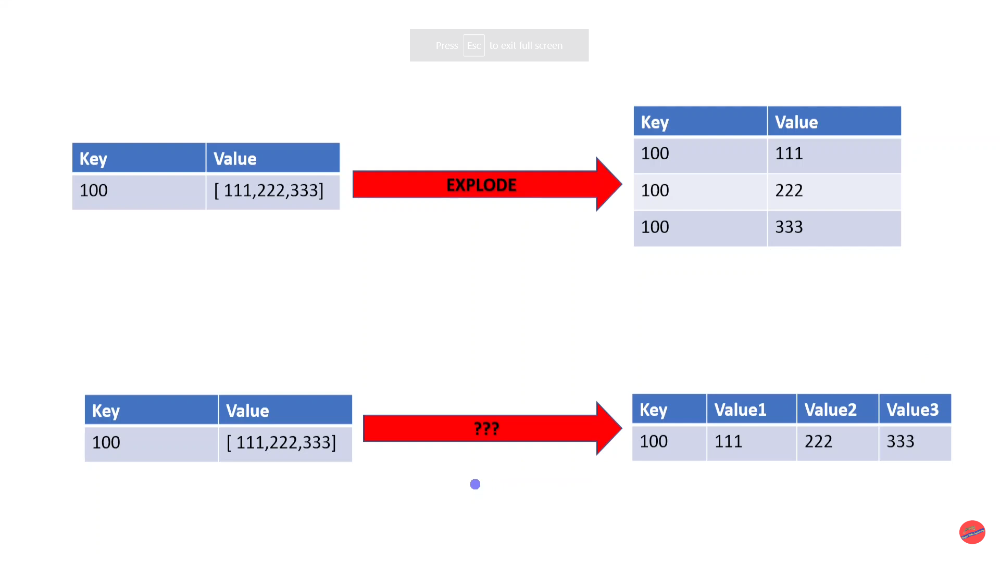 Press Esc to exit full screen
Key Value
100 [ 111,222,333]
EXPLODE
Key Value
100 111
100 222
100 333
Key Value
100 [ 111,222,333]
???
Key Value1 Value2 Value3
100 111 222 333